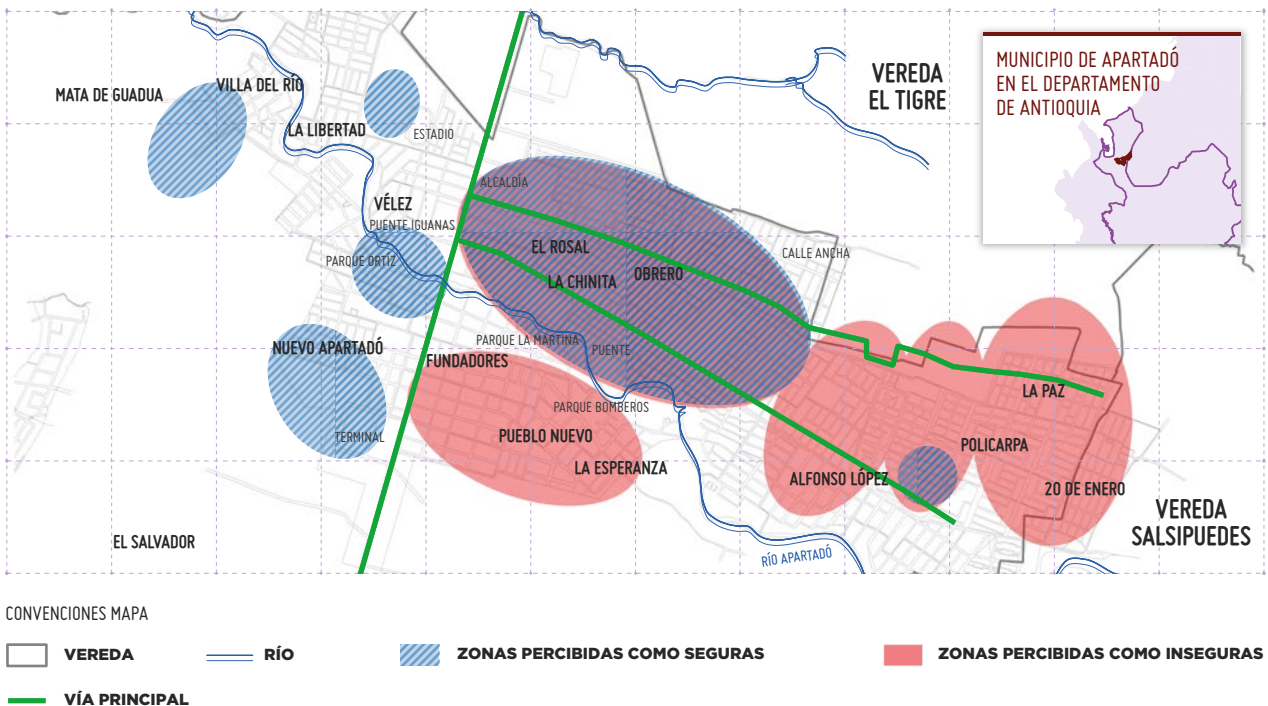 MUNICIPIO DE APARTADÓ
EN EL DEPARTAMENTO
DE ANTIOQUIA
VEREDA
EL TIGRE
MATA DE GUADUA
VILLA DEL RÍO
LA LIBERTAD
ESTADIO
ALCALDÍA
VÉLEZ
PUENTE IGUANAS
PARQUE ORTIZ
EL ROSAL
LA CHINITA
OBRERO
CALLE ANCHA
NUEVO APARTADÓ
PARQUE LA MARTINA
PUENTE
FUNDADORES
LA PAZ
PARQUE BOMBEROS
TERMINAL
PUEBLO NUEVO
LA ESPERANZA
POLICARPA
ALFONSO LÓPEZ
20 DE ENERO
VEREDA
SALSIPUEDES
EL SALVADOR
RÍO APARTADÓ
CONVENCIONES MAPA
VEREDA
RÍO
ZONAS PERCIBIDAS COMO SEGURAS
ZONAS PERCIBIDAS COMO INSEGURAS
VÍA PRINCIPAL